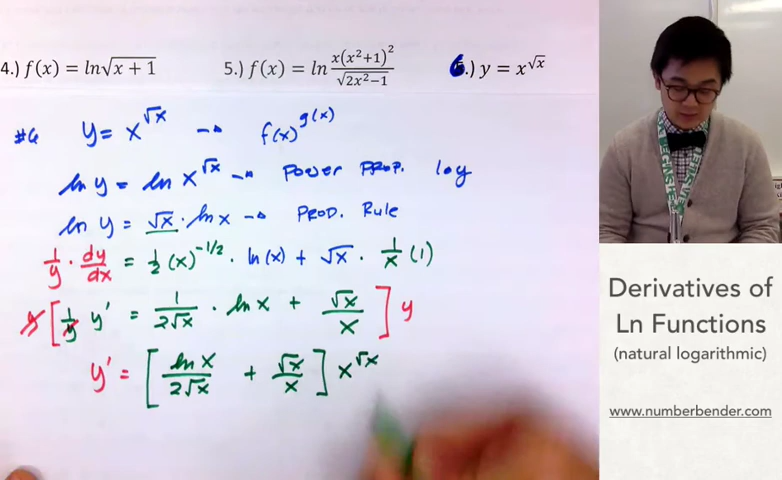 4.) f(x) = ln√(x + 1) 5.) f(x) = ln x(x²+1)²/√(2x²−1) 6.) y = x^√x
#6 y = x^√x → f(x)^g(x)
ln y = ln x^√x → Power Prop. log
ln y = √x · ln x → Prod. Rule
1/y · dy/dx = 1/2 (x)^−1/2 · ln(x) + √x · 1/x (1)
y [ 1/y y' = 1/(2√x) · ln x + √x/x ] y
y' = [ ln x/(2√x) + √x/x ] x^√x
Derivatives of
Ln Functions
(natural logarithmic)
www.numberbender.com